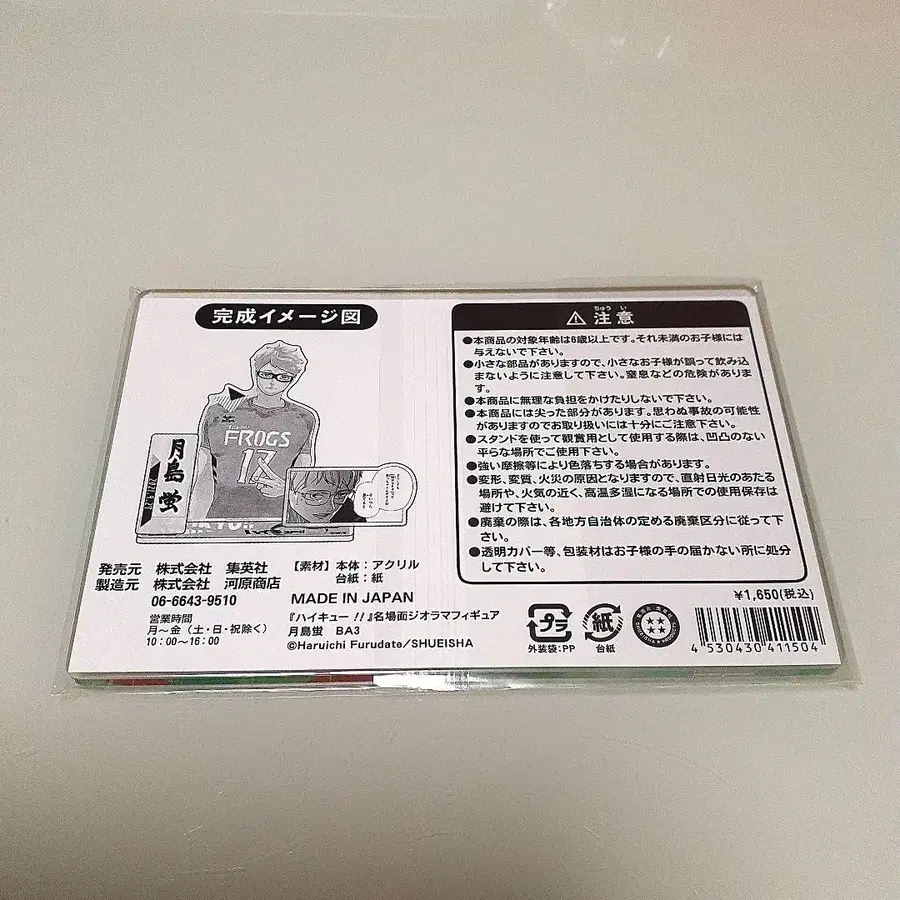 完成イメージ図
FROGS
17
月島 蛍
発売元 株式会社 集英社
製造元 株式会社 河原商店
06-6643-9510
営業時間
月～金(土・日・祝除く)
10:00～16:00
【素材】本体:アクリル
台紙:紙
MADE IN JAPAN
『ハイキュー!!』名場面ジオラマフィギュア
月島蛍 BA3
©Haruichi Furudate/SHUEISHA
ちゅう い
注意
●本商品の対象年齢は6歳以上です。それ未満のお子様には
与えないで下さい。
●小さな部品がありますので、小さなお子様が誤って飲み込
まないように注意して下さい。窒息などの危険がありま
す。
●本商品に無理な負担をかけたりしないで下さい。
●本商品には尖った部分があります。思わぬ事故の可能性
がありますのでお取り扱いには十分にご注意下さい。
●スタンドを使って観賞用として使用する際は、凹凸のない
平らな場所でご使用下さい。
●強い摩擦等により色落ちする場合があります。
●変形、変質、火災の原因となりますので、直射日光のあたる
場所や、火気の近く、高温多湿になる場所での使用保存は
避けて下さい。
●廃棄の際は、各地方自治体の定める廃棄区分に従って下
さい。
●透明カバー等、包装材はお子様の手の届かない所に処分
して下さい。
¥1,650(税込)
プラ
外装袋:PP
紙
台紙
4 530430 411504